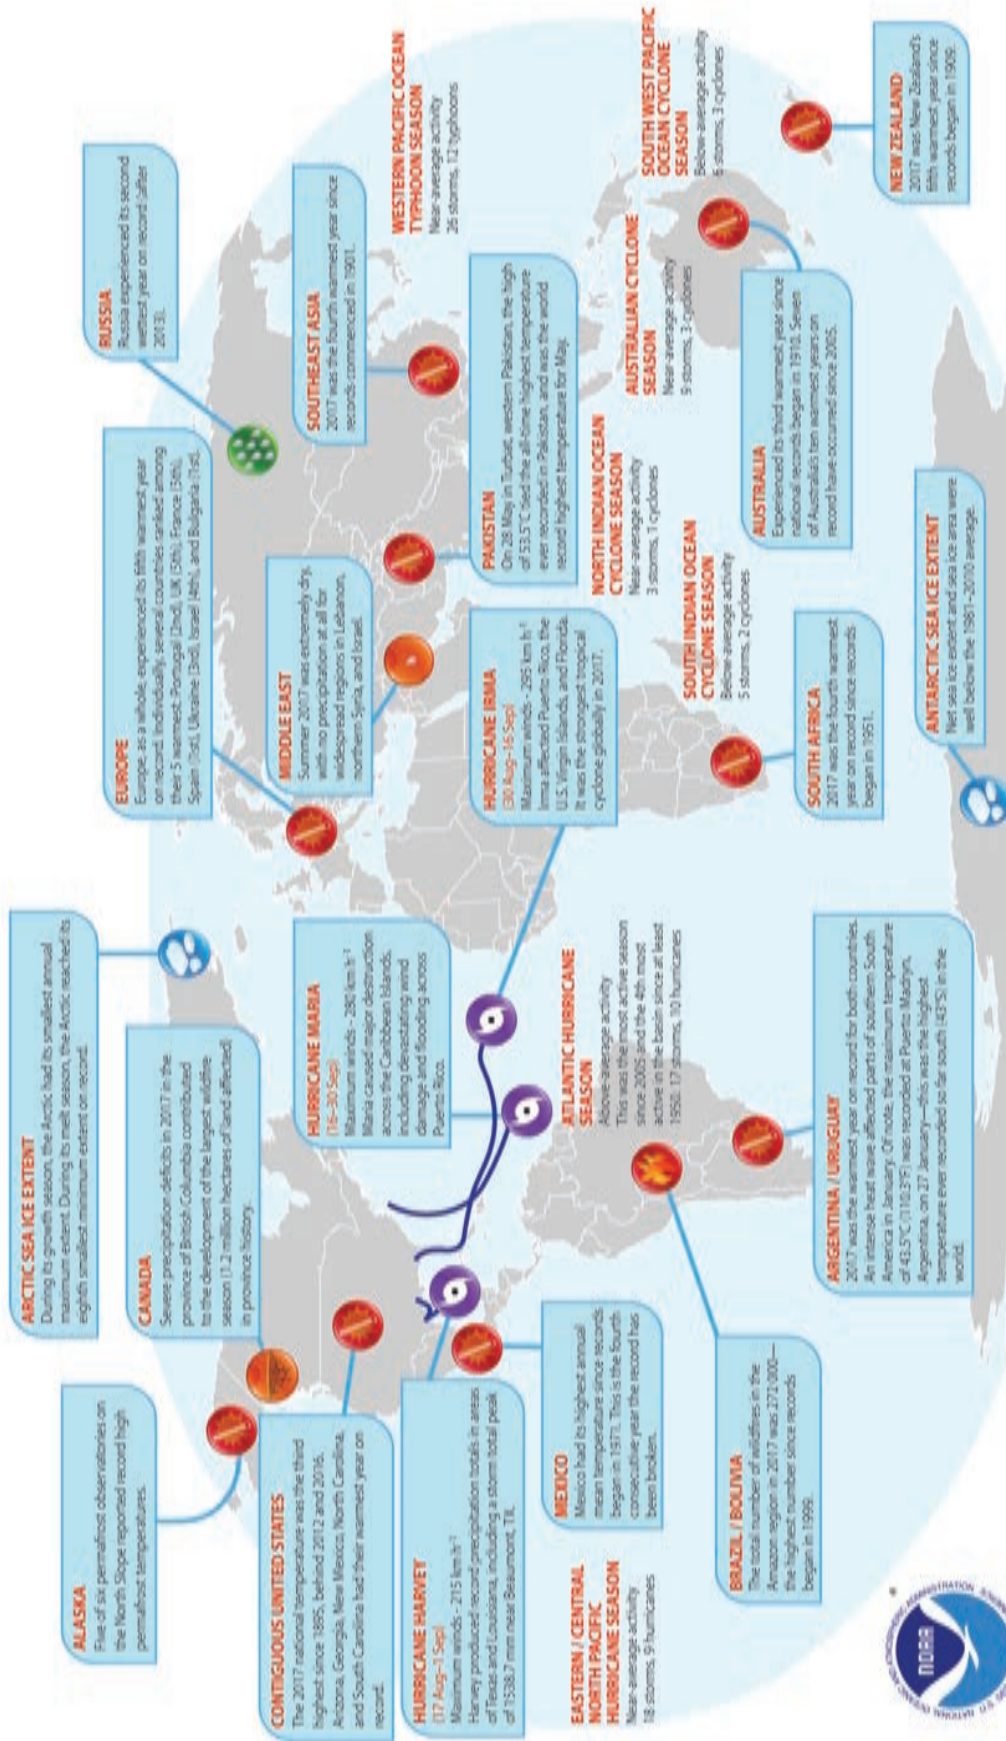 ARCTIC SEA ICE EXTENT
During its growth season, the Arctic had its smallest annual
maximum extent. During its melt season, the Arctic reached its
eighth smallest minimum extent on record.
ALASKA
Five of six permafrost observatories on
the North Slope reported record high
permafrost temperatures.
CANADA
Severe precipitation deficits in 2017 in the
province of British Columbia contributed
to the development of the largest wildfire
season (1.2 million hectares of land affected)
in province history.
EUROPE
Europe as a whole experienced its fifth warmest year
on record. Individually, several countries ranked among
their 5 warmest: Portugal (2nd), UK (5th), France (5th),
Spain (1st), Ukraine (3rd), Israel (4th), and Bulgaria (1st).
RUSSIA
Russia experienced its second
wettest year on record (after
2013).
CONTIGUOUS UNITED STATES
The 2017 national temperature was the third
highest since 1895, behind 2012 and 2016.
Arizona, Georgia, New Mexico, North Carolina,
and South Carolina had their warmest year on
record.
HURRICANE MARIA
(16–30 Sep)
Maximum winds - 280 km h⁻¹
Maria caused major destruction
across the Caribbean Islands,
including devastating wind
damage and flooding across
Puerto Rico.
MIDDLE EAST
Summer 2017 was extremely dry,
with no precipitation at all for
widespread regions in Lebanon,
northern Syria, and Israel.
SOUTHEAST ASIA
2017 was the fourth warmest year since
records commenced in 1901.
WESTERN PACIFIC OCEAN
TYPHOON SEASON
Near-average activity
26 storms, 12 typhoons
HURRICANE HARVEY
(17 Aug–1 Sep)
Maximum winds - 215 km h⁻¹
Harvey produced record precipitation totals in areas
of Texas and Louisiana, including a storm total peak
of 1538.7 mm near Beaumont, TX.
HURRICANE IRMA
(30 Aug–16 Sep)
Maximum winds - 295 km h⁻¹
Irma affected Puerto Rico, the
U.S. Virgin Islands, and Florida.
It was the strongest tropical
cyclone globally in 2017.
PAKISTAN
On 28 May in Turbat, western Pakistan, the high
of 53.5°C tied the all-time highest temperature
ever recorded in Pakistan, and was the world
record highest temperature for May.
MEXICO
Mexico had its highest annual
mean temperature since records
began in 1971. This is the fourth
consecutive year the record has
been broken.
EASTERN / CENTRAL
NORTH PACIFIC
HURRICANE SEASON
Near-average activity
18 storms, 9 hurricanes
ATLANTIC HURRICANE
SEASON
Above-average activity
This was the most active season
since 2005 and the 4th most
active in the basin since at least
1950. 17 storms, 10 hurricanes
NORTH INDIAN OCEAN
CYCLONE SEASON
Near-average activity
3 storms, 1 cyclones
AUSTRALIAN CYCLONE
SEASON
Near-average activity
9 storms, 3 cyclones
SOUTH WEST PACIFIC
OCEAN CYCLONE
SEASON
Below-average activity
6 storms, 3 cyclones
SOUTH INDIAN OCEAN
CYCLONE SEASON
Below-average activity
5 storms, 2 cyclones
BRAZIL / BOLIVIA
The total number of wildfires in the
Amazon region in 2017 was 272 000—
the highest number since records
began in 1999.
ARGENTINA / URUGUAY
2017 was the warmest year on record for both countries.
An intense heat wave affected parts of southern South
America in January. Of note, the maximum temperature
of 43.5°C (110.3°F) was recorded at Puerto Madryn,
Argentina, on 27 January—this was the highest
temperature ever recorded so far south (43°S) in the
world.
SOUTH AFRICA
2017 was the fourth warmest
year on record since records
began in 1951.
AUSTRALIA
Experienced its third warmest year since
national records began in 1910. Seven
of Australia's ten warmest years on
record have occurred since 2005.
NEW ZEALAND
2017 was New Zealand's
fifth warmest year since
records began in 1909.
ANTARCTIC SEA ICE EXTENT
Net sea ice extent and sea ice area were
well below the 1981–2010 average.
NOAA